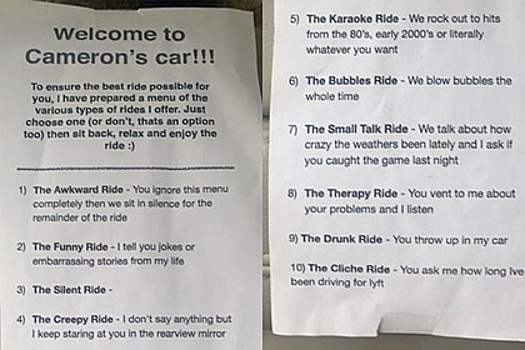 Welcome to
Cameron's car!!!
To ensure the best ride possible for
you, I have prepared a menu of the
various types of rides I offer. Just
choose one (or don't, thats an option
too) then sit back, relax and enjoy the
ride :)
1) The Awkward Ride - You ignore this menu
completely then we sit in silence for the
remainder of the ride
2) The Funny Ride - I tell you jokes or
embarrassing stories from my life
3) The Silent Ride -
4) The Creepy Ride - I don't say anything but
I keep staring at you in the rearview mirror
5) The Karaoke Ride - We rock out to hits
from the 80's, early 2000's or literally
whatever you want
6) The Bubbles Ride - We blow bubbles the
whole time
7) The Small Talk Ride - We talk about how
crazy the weathers been lately and I ask if
you caught the game last night
8) The Therapy Ride - You vent to me about
your problems and I listen
9) The Drunk Ride - You throw up in my car
10) The Cliche Ride - You ask me how long Ive
been driving for lyft